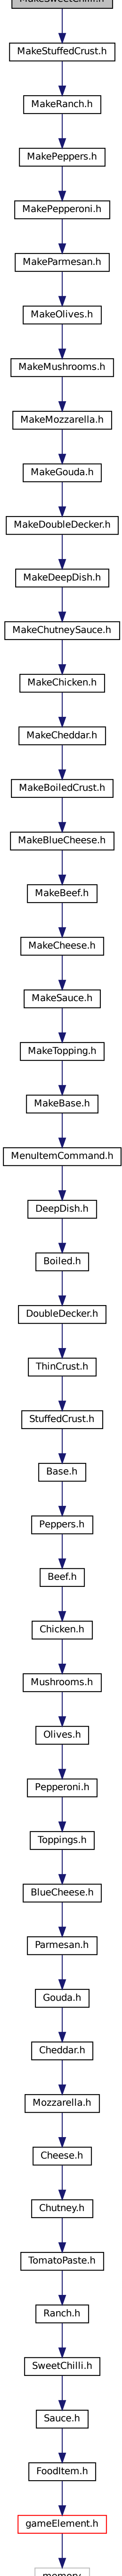 MakeSweetChilli.h
MakeStuffedCrust.h
MakeRanch.h
MakePeppers.h
MakePepperoni.h
MakeParmesan.h
MakeOlives.h
MakeMushrooms.h
MakeMozzarella.h
MakeGouda.h
MakeDoubleDecker.h
MakeDeepDish.h
MakeChutneySauce.h
MakeChicken.h
MakeCheddar.h
MakeBoiledCrust.h
MakeBlueCheese.h
MakeBeef.h
MakeCheese.h
MakeSauce.h
MakeTopping.h
MakeBase.h
MenuItemCommand.h
DeepDish.h
Boiled.h
DoubleDecker.h
ThinCrust.h
StuffedCrust.h
Base.h
Peppers.h
Beef.h
Chicken.h
Mushrooms.h
Olives.h
Pepperoni.h
Toppings.h
BlueCheese.h
Parmesan.h
Gouda.h
Cheddar.h
Mozzarella.h
Cheese.h
Chutney.h
TomatoPaste.h
Ranch.h
SweetChilli.h
Sauce.h
FoodItem.h
gameElement.h
memory